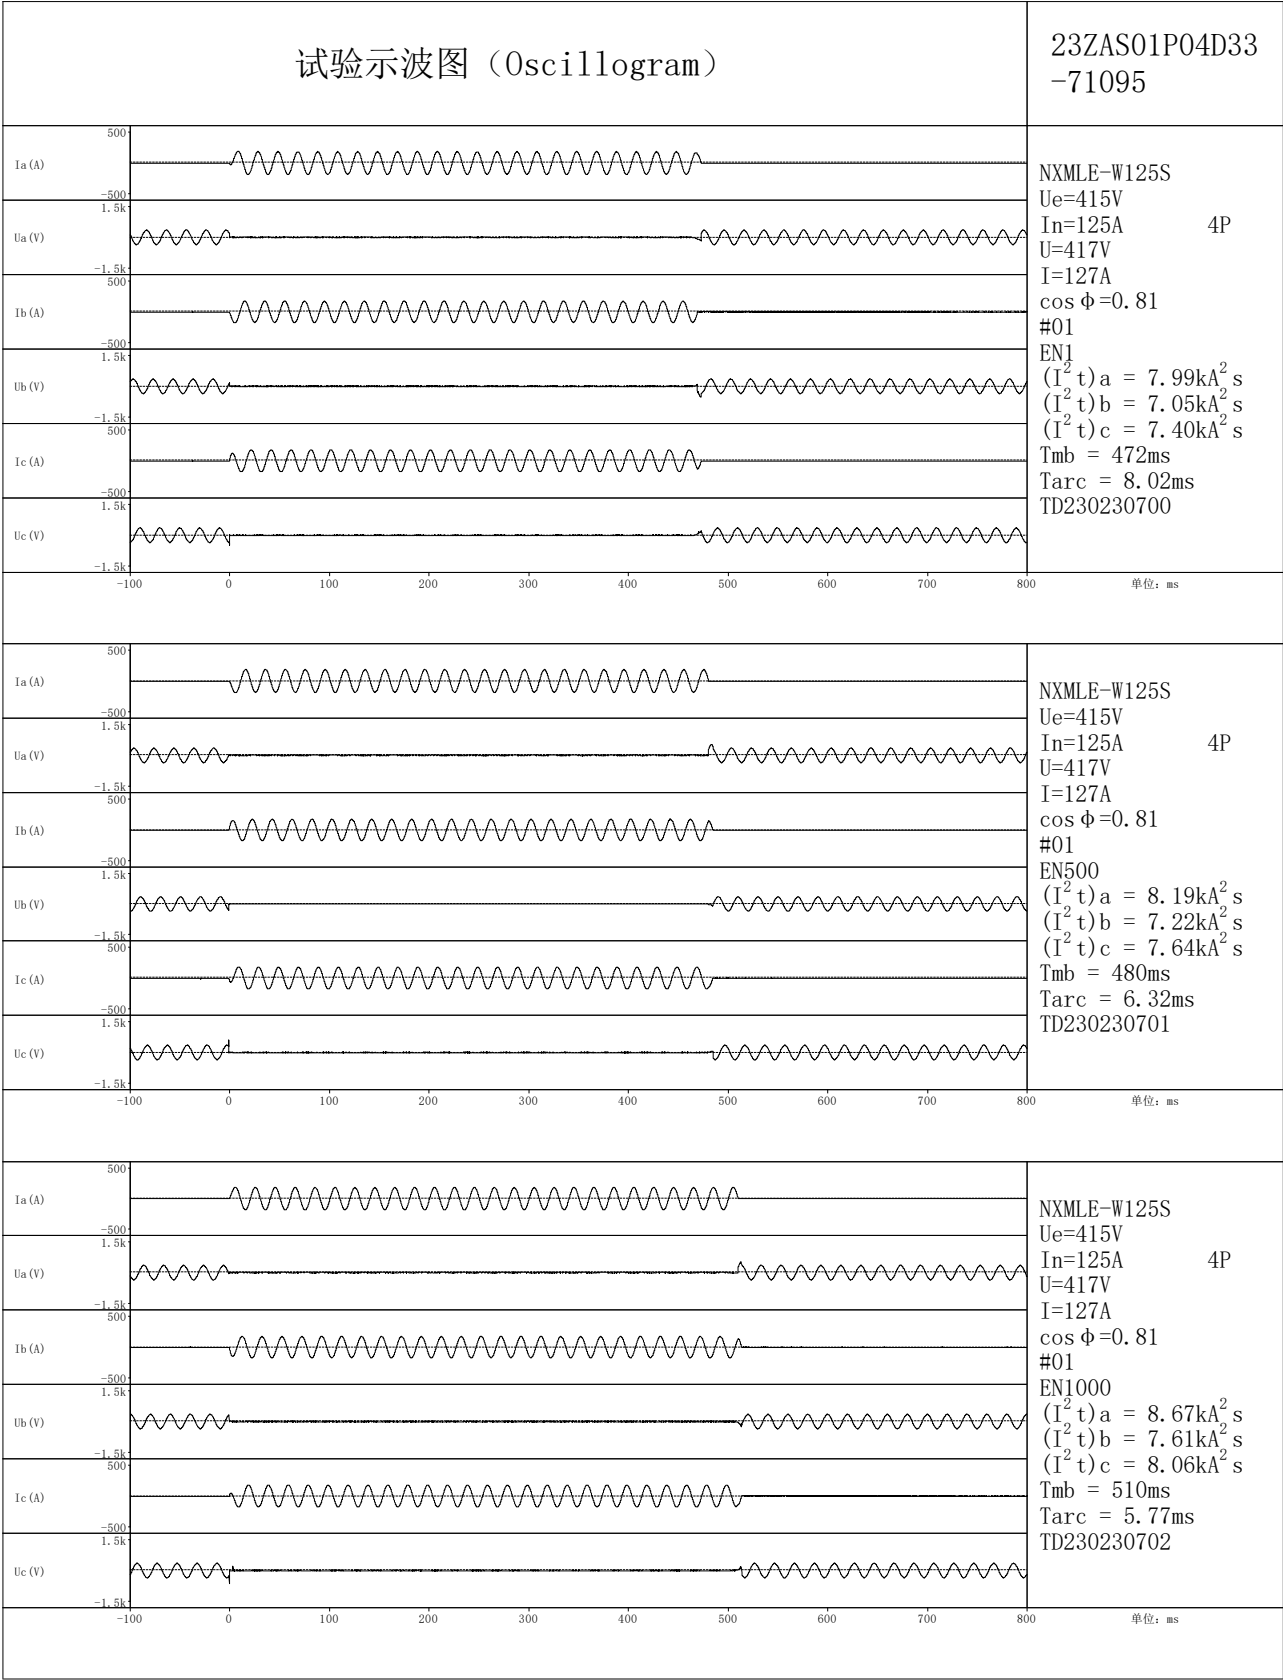 试验示波图（Oscillogram）
23ZAS01P04D33
-71095
500
Ia(A)
-500
1.5k
Ua(V)
-1.5k
500
Ib(A)
-500
1.5k
Ub(V)
-1.5k
500
Ic(A)
-500
1.5k
Uc(V)
-1.5k
-100 0 100 200 300 400 500 600 700 800 单位: ms
NXMLE-W125S
Ue=415V
In=125A 4P
U=417V
I=127A
cosΦ=0.81
#01
EN1
(I²t)a = 7.99kA²s
(I²t)b = 7.05kA²s
(I²t)c = 7.40kA²s
Tmb = 472ms
Tarc = 8.02ms
TD230230700
500
Ia(A)
-500
1.5k
Ua(V)
-1.5k
500
Ib(A)
-500
1.5k
Ub(V)
-1.5k
500
Ic(A)
-500
1.5k
Uc(V)
-1.5k
-100 0 100 200 300 400 500 600 700 800 单位: ms
NXMLE-W125S
Ue=415V
In=125A 4P
U=417V
I=127A
cosΦ=0.81
#01
EN500
(I²t)a = 8.19kA²s
(I²t)b = 7.22kA²s
(I²t)c = 7.64kA²s
Tmb = 480ms
Tarc = 6.32ms
TD230230701
500
Ia(A)
-500
1.5k
Ua(V)
-1.5k
500
Ib(A)
-500
1.5k
Ub(V)
-1.5k
500
Ic(A)
-500
1.5k
Uc(V)
-1.5k
-100 0 100 200 300 400 500 600 700 800 单位: ms
NXMLE-W125S
Ue=415V
In=125A 4P
U=417V
I=127A
cosΦ=0.81
#01
EN1000
(I²t)a = 8.67kA²s
(I²t)b = 7.61kA²s
(I²t)c = 8.06kA²s
Tmb = 510ms
Tarc = 5.77ms
TD230230702